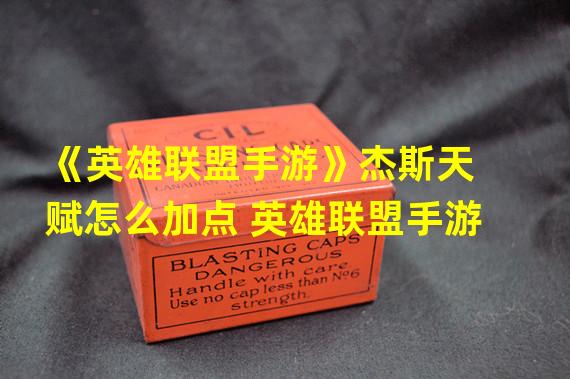 CIL
《英雄联盟手游》杰斯天
赋怎么加点 英雄联盟手游
BLASTING CAPS
DANGEROUS
Handle with care
Use no cap less than No6
strength.